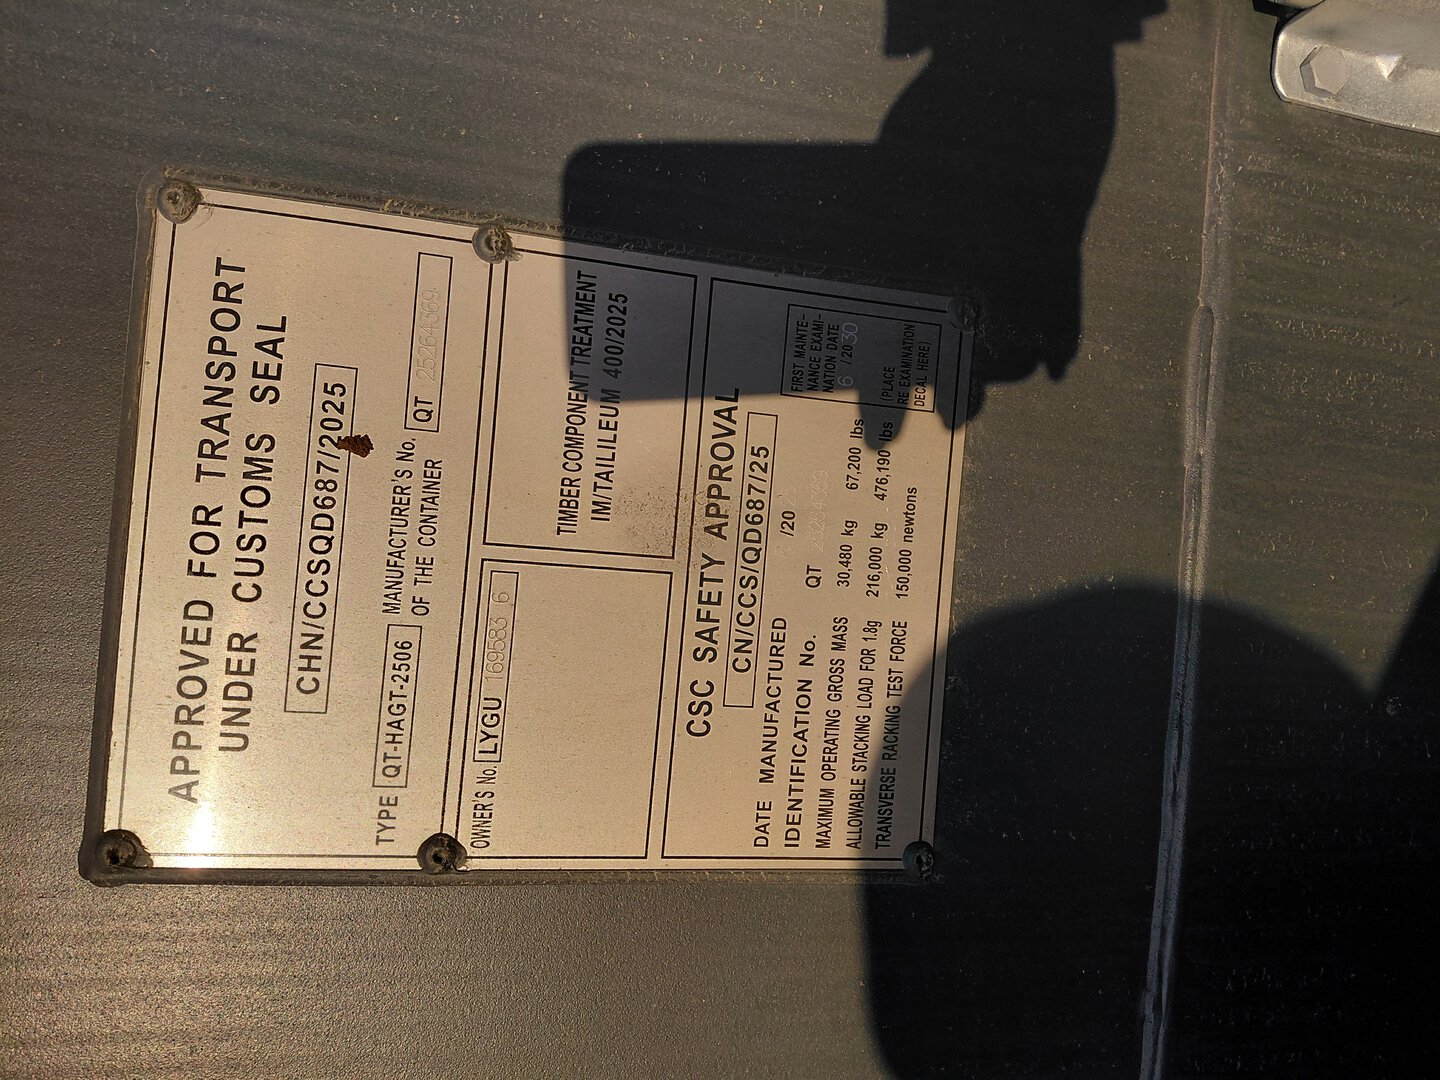 APPROVED FOR TRANSPORT
UNDER CUSTOMS SEAL
CHN/CCSQD687/2025
TYPE QT-HAGT-2506 MANUFACTURER'S No. OF THE CONTAINER QT 25264369
OWNER'S No. LYGU 169583 6
TIMBER COMPONENT TREATMENT
IM/TAILILEUM 400/2025
CSC SAFETY APPROVAL
CN/CCS/QD687/25
DATE MANUFACTURED /20
IDENTIFICATION No. QT 25264369
MAXIMUM OPERATING GROSS MASS 30,480 kg 67,200 lbs
ALLOWABLE STACKING LOAD FOR 1.8g 216,000 kg 476,190 lbs
TRANSVERSE RACKING TEST FORCE 150,000 newtons
FIRST MAINTE-
NANCE EXAMI-
NATION DATE
6 /2030
(PLACE
RE EXAMINATION
DECAL HERE)